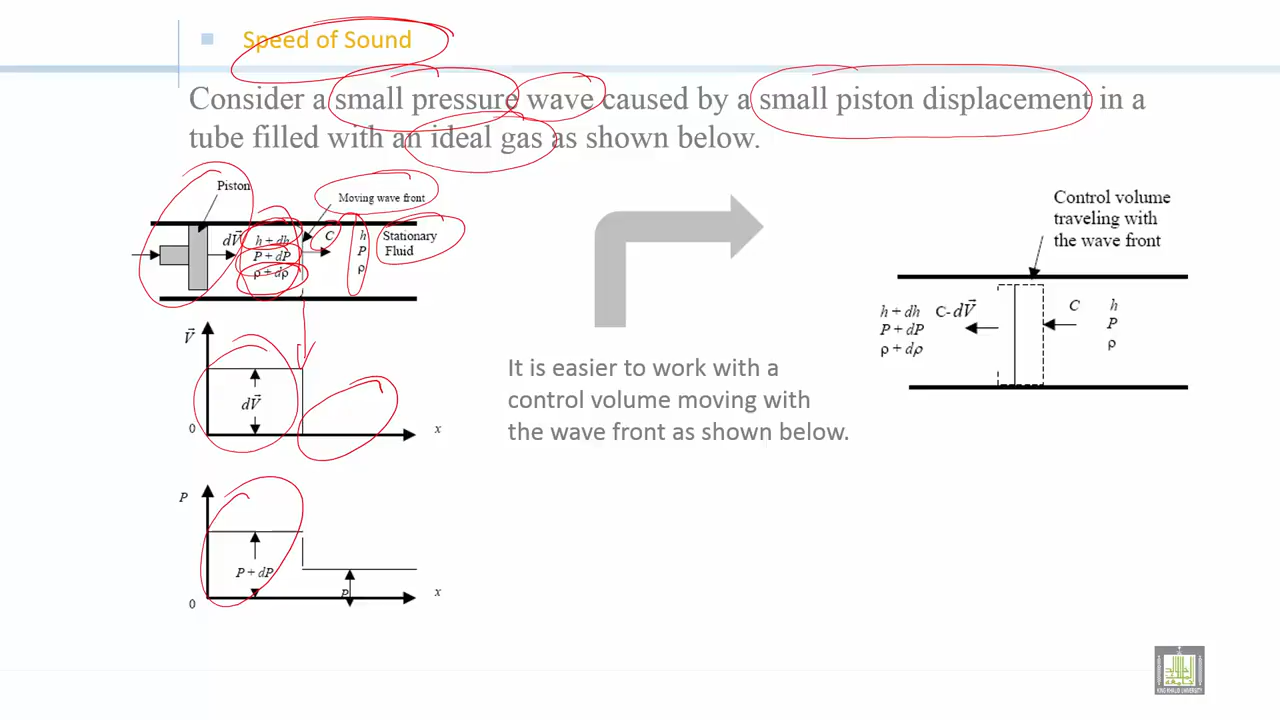 Speed of Sound
Consider a small pressure wave caused by a small piston displacement in a
tube filled with an ideal gas as shown below.
Piston
Moving wave front
dV⃗
h + dh
P + dP
ρ + dρ
C
h
P
ρ
Stationary
Fluid
V⃗
dV⃗
0
x
P
P + dP
P
0
x
It is easier to work with a
control volume moving with
the wave front as shown below.
Control volume
traveling with
the wave front
h + dh
P + dP
ρ + dρ
C-dV⃗
C
h
P
ρ
KING KHALID UNIVERSITY